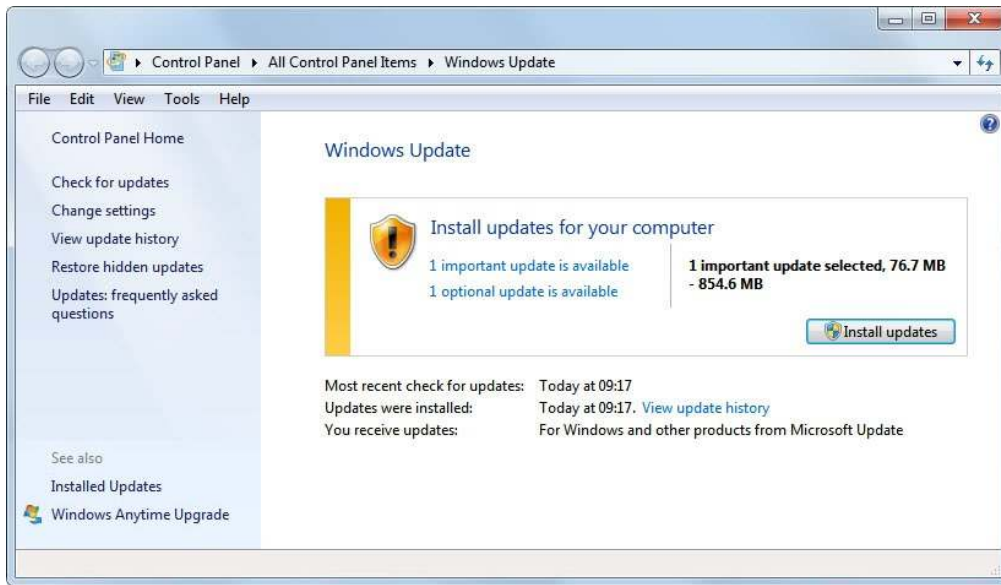 Control Panel ▸ All Control Panel Items ▸ Windows Update
File Edit View Tools Help
Control Panel Home
Check for updates
Change settings
View update history
Restore hidden updates
Updates: frequently asked
questions
See also
Installed Updates
Windows Anytime Upgrade
Windows Update
Install updates for your computer
1 important update is available
1 optional update is available
1 important update selected, 76.7 MB
- 854.6 MB
Install updates
Most recent check for updates: Today at 09:17
Updates were installed: Today at 09:17. View update history
You receive updates: For Windows and other products from Microsoft Update